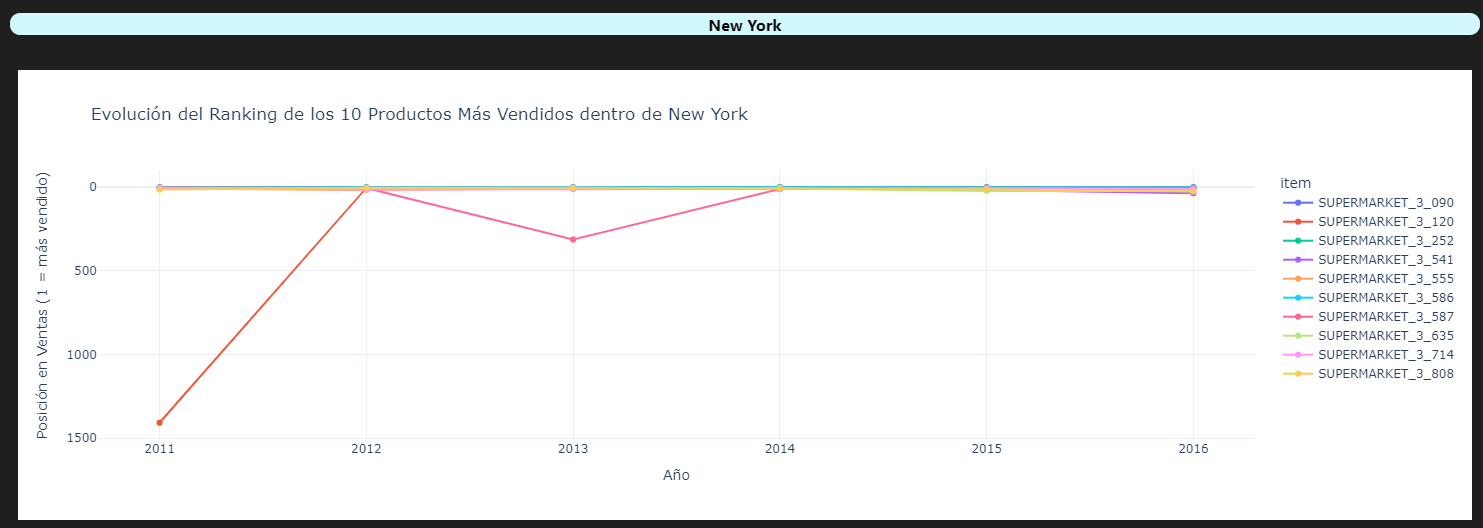 New York
Evolución del Ranking de los 10 Productos Más Vendidos dentro de New York
Posición en Ventas (1 = más vendido)
0
500
1000
1500
2011 2012 2013 2014 2015 2016
Año
item
SUPERMARKET_3_090
SUPERMARKET_3_120
SUPERMARKET_3_252
SUPERMARKET_3_541
SUPERMARKET_3_555
SUPERMARKET_3_586
SUPERMARKET_3_587
SUPERMARKET_3_635
SUPERMARKET_3_714
SUPERMARKET_3_808